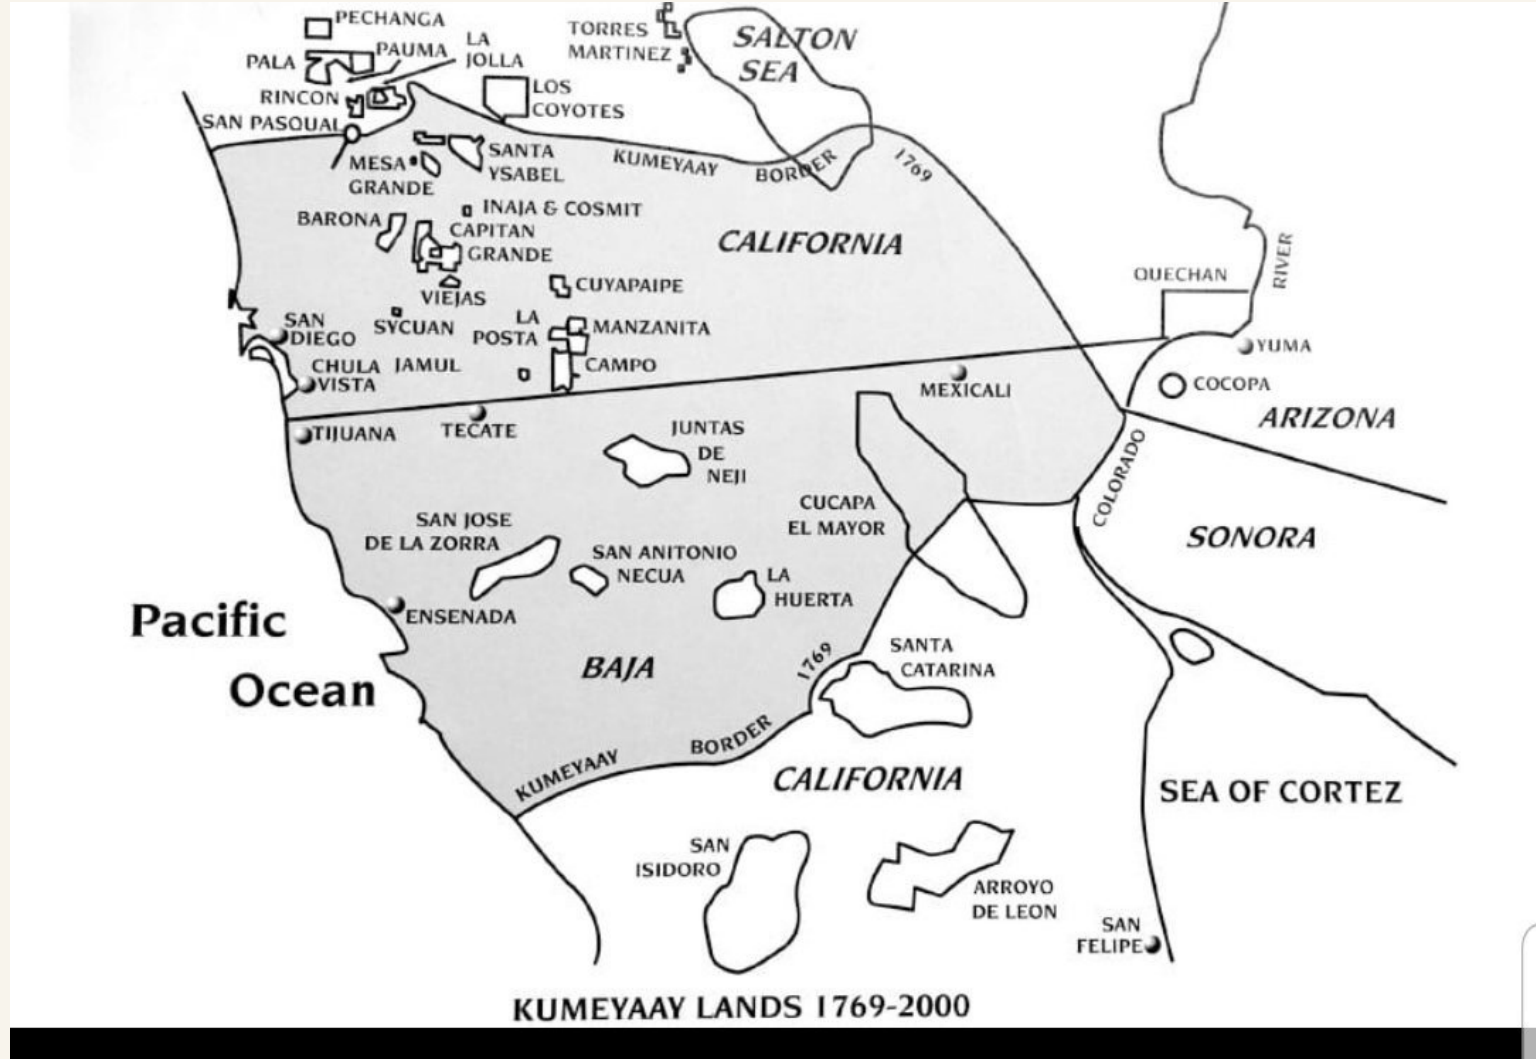 PECHANGA
PALA
PAUMA
LA
JOLLA
RINCON
SAN PASQUAL
LOS
COYOTES
TORRES
MARTINEZ
SALTON
SEA
MESA
GRANDE
SANTA
YSABEL
KUMEYAAY BORDER 1769
BARONA
INAJA & COSMIT
CAPITAN
GRANDE
CALIFORNIA
VIEJAS
CUYAPAIPE
SAN
DIEGO
SYCUAN
LA
POSTA
MANZANITA
CHULA
VISTA
JAMUL
CAMPO
QUECHAN
RIVER
YUMA
COCOPA
ARIZONA
MEXICALI
TIJUANA
TECATE
JUNTAS
DE
NEJI
COLORADO
CUCAPA
EL MAYOR
SONORA
SAN JOSE
DE LA ZORRA
SAN ANITONIO
NECUA
LA
HUERTA
ENSENADA
Pacific
Ocean
BAJA
1769
SANTA
CATARINA
KUMEYAAY BORDER
CALIFORNIA
SEA OF CORTEZ
SAN
ISIDORO
ARROYO
DE LEON
SAN
FELIPE
KUMEYAAY LANDS 1769-2000